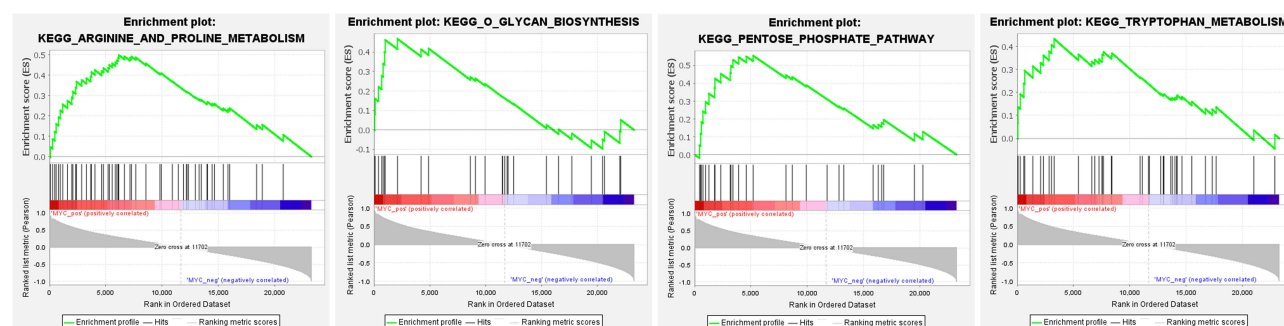 Enrichment plot:
KEGG_ARGININE_AND_PROLINE_METABOLISM
Enrichment score (ES)
0.5
0.4
0.3
0.2
0.1
0.0
'MYC_pos' (positively correlated)
Ranked list metric (Pearson)
1.0
0.5
0.0
-0.5
-1.0
Zero cross at 11702
'MYC_neg' (negatively correlated)
0 5,000 10,000 15,000 20,000
Rank in Ordered Dataset
Enrichment profile Hits Ranking metric scores
Enrichment plot: KEGG_O_GLYCAN_BIOSYNTHESIS
Enrichment score (ES)
0.4
0.3
0.2
0.1
0.0
-0.1
'MYC_pos' (positively correlated)
Ranked list metric (Pearson)
1.0
0.5
0.0
-0.5
-1.0
Zero cross at 11702
'MYC_neg' (negatively correlated)
0 5,000 10,000 15,000 20,000
Rank in Ordered Dataset
Enrichment profile Hits Ranking metric scores
Enrichment plot:
KEGG_PENTOSE_PHOSPHATE_PATHWAY
Enrichment score (ES)
0.5
0.4
0.3
0.2
0.1
0.0
'MYC_pos' (positively correlated)
Ranked list metric (Pearson)
1.0
0.5
0.0
-0.5
-1.0
Zero cross at 11702
'MYC_neg' (negatively correlated)
0 5,000 10,000 15,000 20,000
Rank in Ordered Dataset
Enrichment profile Hits Ranking metric scores
Enrichment plot: KEGG_TRYPTOPHAN_METABOLISM
Enrichment score (ES)
0.4
0.3
0.2
0.1
0.0
'MYC_pos' (positively correlated)
Ranked list metric (Pearson)
1.0
0.5
0.0
-0.5
-1.0
Zero cross at 11702
'MYC_neg' (negatively correlated)
0 5,000 10,000 15,000 20,000
Rank in Ordered Dataset
Enrichment profile Hits Ranking metric scores